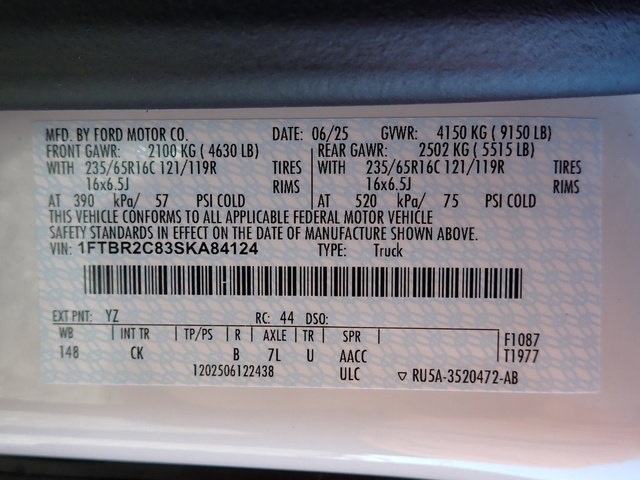 MFD. BY FORD MOTOR CO. DATE: 06/25 GVWR: 4150 KG ( 9150 LB)
FRONT GAWR: 2100 KG ( 4630 LB) REAR GAWR: 2502 KG ( 5515 LB)
WITH 235/65R16C 121/119R TIRES WITH 235/65R16C 121/119R TIRES
16x6.5J RIMS 16x6.5J RIMS
AT 390 kPa/ 57 PSI COLD AT 520 kPa/ 75 PSI COLD
THIS VEHICLE CONFORMS TO ALL APPLICABLE FEDERAL MOTOR VEHICLE
SAFETY STANDARDS IN EFFECT ON THE DATE OF MANUFACTURE SHOWN ABOVE.
VIN: 1FTBR2C83SKA84124 TYPE: Truck
EXT PNT: YZ RC: 44 DSO:
WB INT TR TP/PS R AXLE TR SPR F1087
148 CK B 7L U AACC T1977
1202506122438 ULC ▽ RU5A-3520472-AB